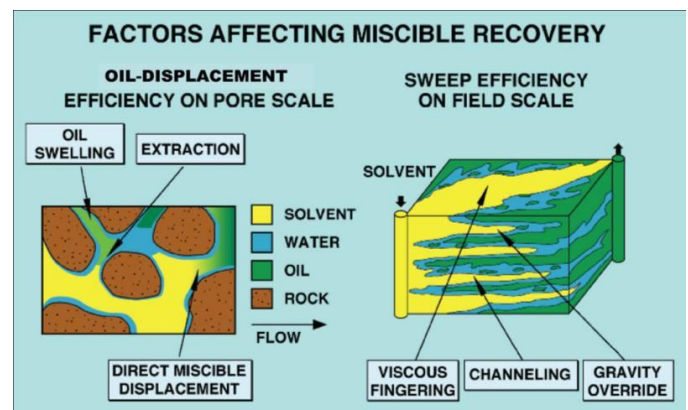 FACTORS AFFECTING MISCIBLE RECOVERY
OIL-DISPLACEMENT
EFFICIENCY ON PORE SCALE
OIL
SWELLING
EXTRACTION
SOLVENT
WATER
OIL
ROCK
FLOW
DIRECT MISCIBLE
DISPLACEMENT
SWEEP EFFICIENCY
ON FIELD SCALE
SOLVENT
VISCOUS
FINGERING
CHANNELING
GRAVITY
OVERRIDE